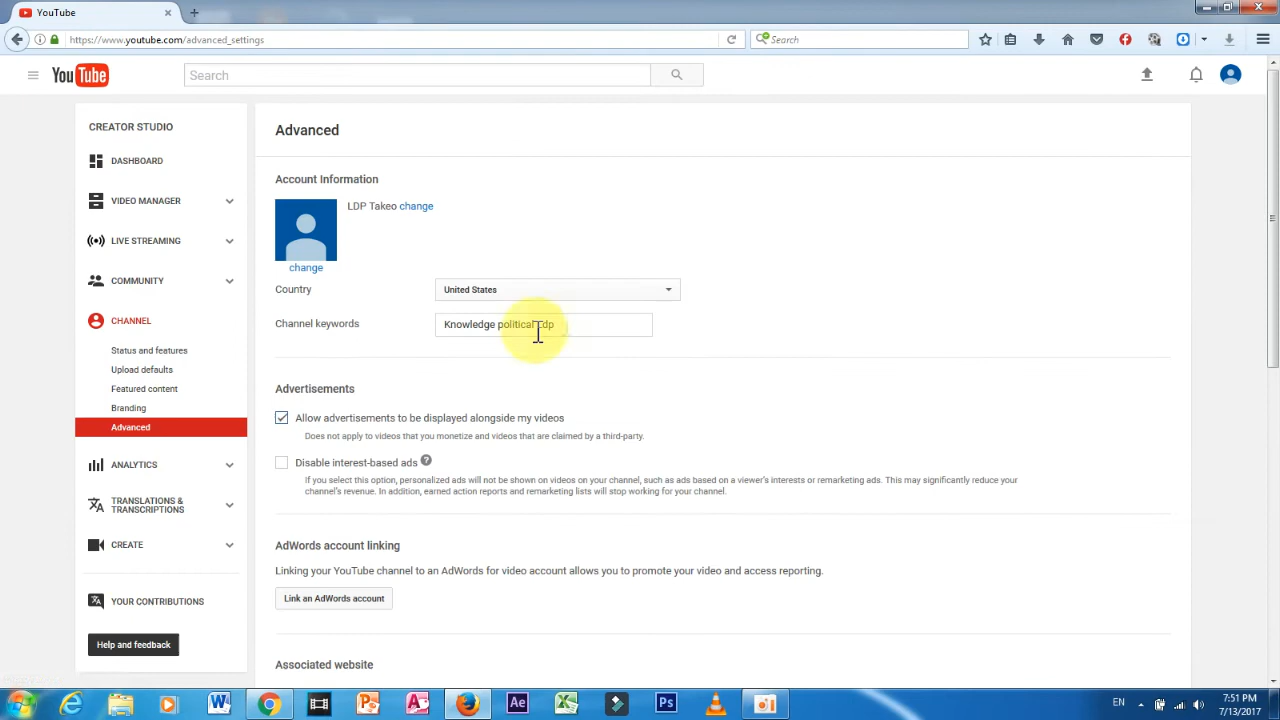 YouTube
https://www.youtube.com/advanced_settings
Search
YouTube
Search
CREATOR STUDIO
DASHBOARD
VIDEO MANAGER
LIVE STREAMING
COMMUNITY
CHANNEL
Status and features
Upload defaults
Featured content
Branding
Advanced
ANALYTICS
TRANSLATIONS &
TRANSCRIPTIONS
CREATE
YOUR CONTRIBUTIONS
Help and feedback
Advanced
Account Information
LDP Takeo change
change
Country
United States
Channel keywords
Knowledge political ldp
Advertisements
Allow advertisements to be displayed alongside my videos
Does not apply to videos that you monetize and videos that are claimed by a third-party.
Disable interest-based ads ?
If you select this option, personalized ads will not be shown on videos on your channel, such as ads based on a viewer's interests or remarketing ads. This may significantly reduce your
channel's revenue. In addition, earned action reports and remarketing lists will stop working for your channel.
AdWords account linking
Linking your YouTube channel to an AdWords for video account allows you to promote your video and access reporting.
Link an AdWords account
Associated website
EN
7:51 PM
7/13/2017